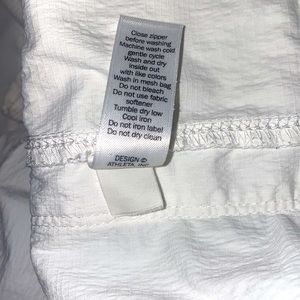 Close zipper
before washing
Machine wash cold
gentle cycle
Wash and dry
inside out
with like colors
Wash in mesh bag
Do not bleach
Do not use fabric
softener
Tumble dry low
Cool iron
Do not iron label
Do not dry clean
DESIGN ©
ATHLETA, INC.